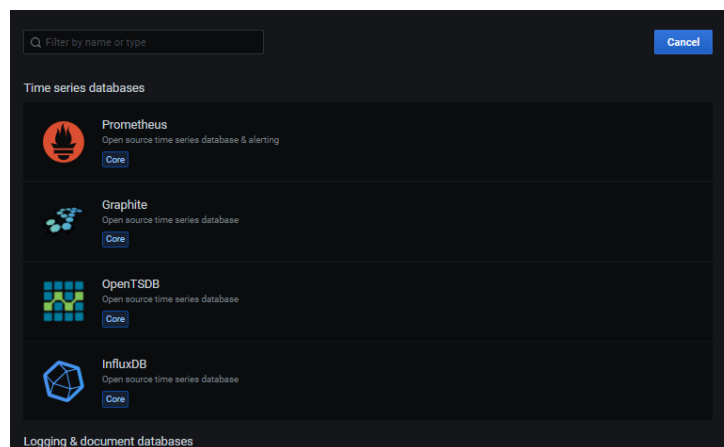 Filter by name or type
Cancel
Time series databases
Prometheus
Open source time series database & alerting
Core
Graphite
Open source time series database
Core
OpenTSDB
Open source time series database
Core
InfluxDB
Open source time series database
Core
Logging & document databases